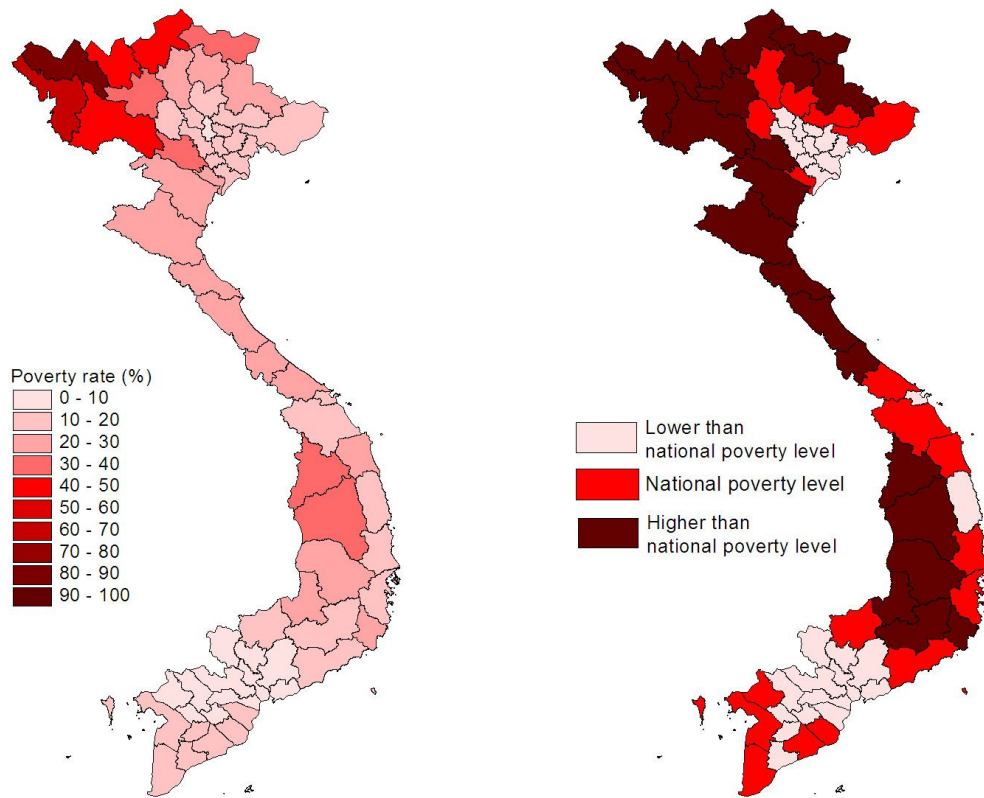 Poverty rate (%)
0 - 10
10 - 20
20 - 30
30 - 40
40 - 50
50 - 60
60 - 70
70 - 80
80 - 90
90 - 100
Lower than
national poverty level
National poverty level
Higher than
national poverty level